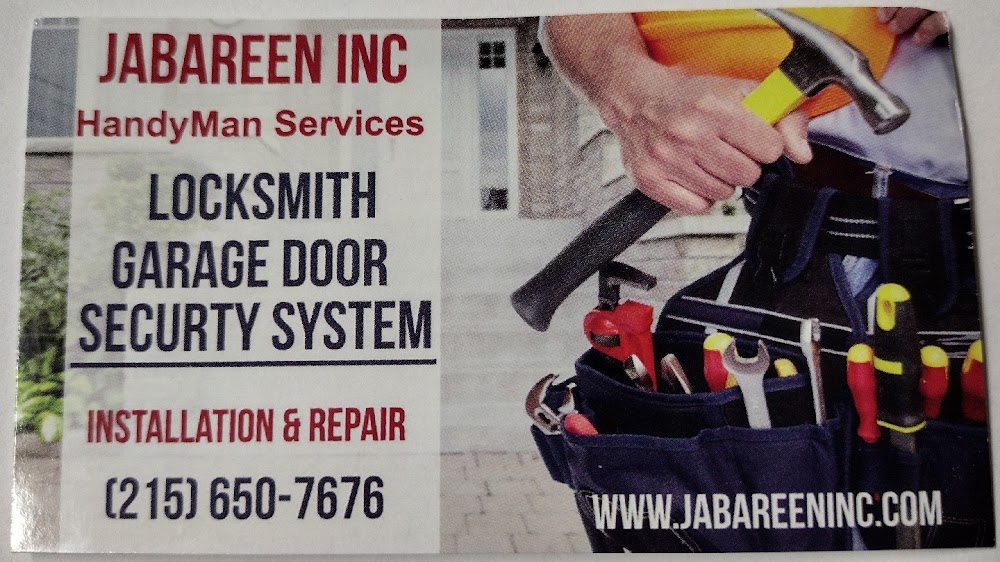 JABAREEN INC
HandyMan Services
LOCKSMITH
GARAGE DOOR
SECURTY SYSTEM
INSTALLATION & REPAIR
(215) 650-7676
WWW.JABAREENINC.COM